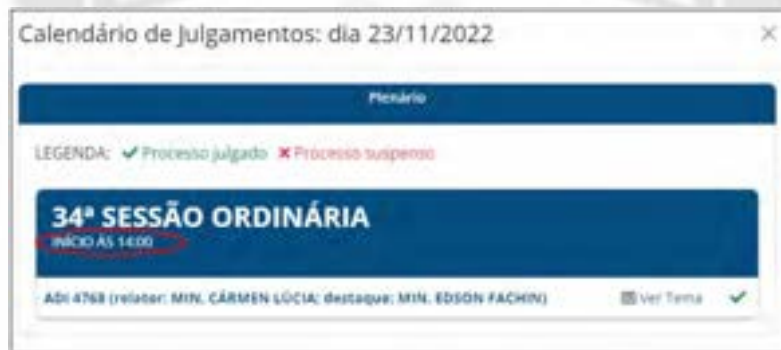 Calendário de Julgamentos: dia 23/11/2022 ×
Plenário
LEGENDA: ✔ Processo julgado ✖ Processo suspenso
34ª SESSÃO ORDINÁRIA
INÍCIO ÀS 14:00
ADI 4768 (relator: MIN. CÁRMEN LÚCIA; destaque: MIN. EDSON FACHIN) Ver Tema ✔